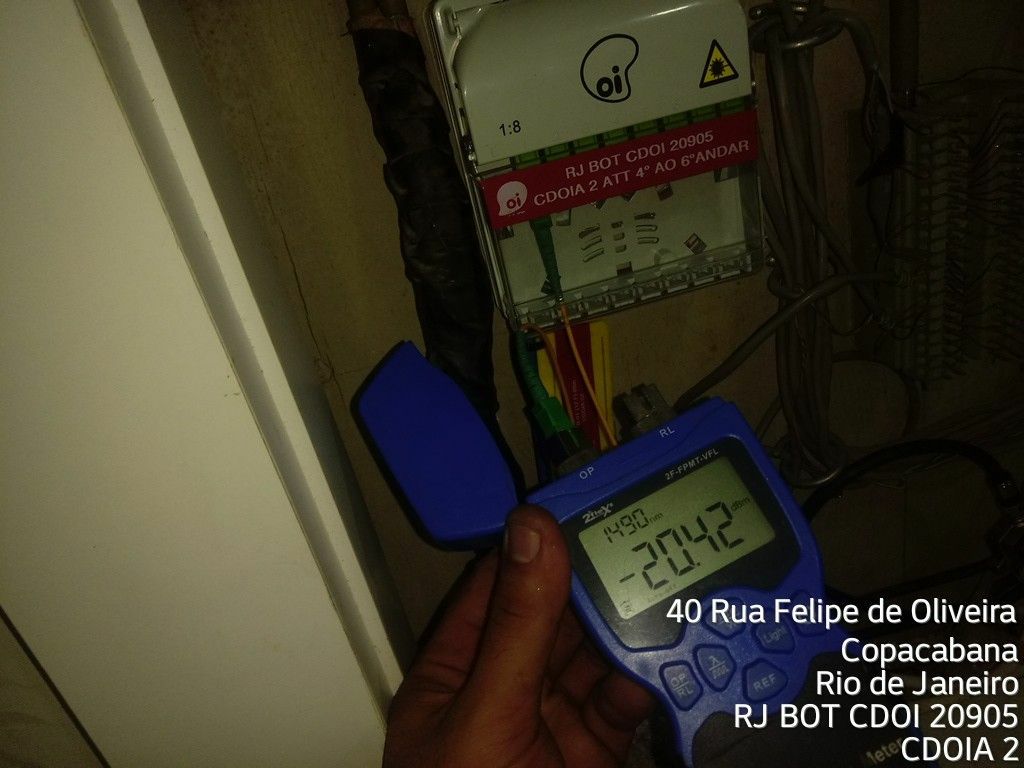 oi
1:8
RJ BOT CDOI 20905
oi
CDOIA 2 ATT 4º AO 6ºANDAR
RL
OP
2F-FPMT-VFL
1490nm
-20.42 dBm
Light
OP/RL
λ
REF
Meter
40 Rua Felipe de Oliveira
Copacabana
Rio de Janeiro
RJ BOT CDOI 20905
CDOIA 2